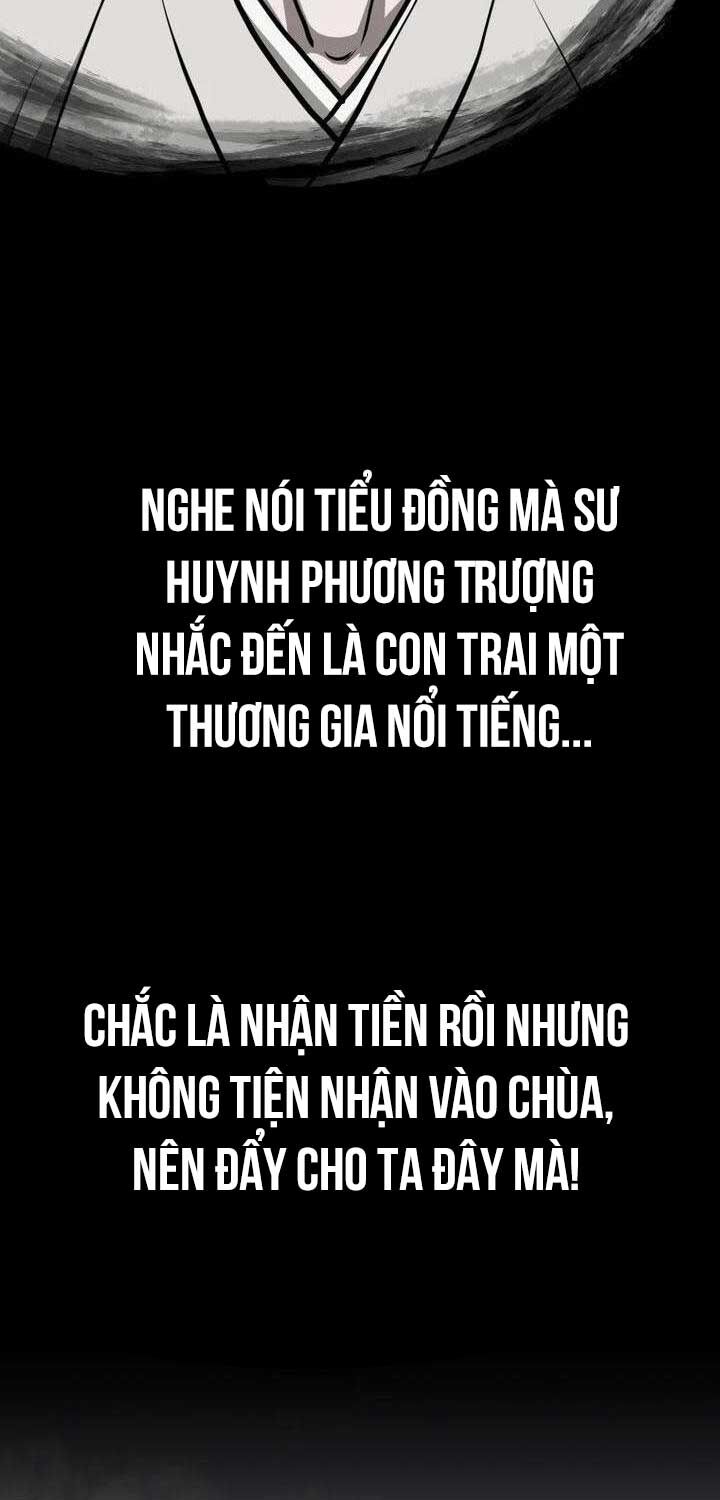 NGHE NÓI TIỂU ĐỒNG MÀ SƯ
HUYNH PHƯƠNG TRƯỢNG
NHẮC ĐẾN LÀ CON TRAI MỘT
THƯƠNG GIA NỔI TIẾNG...
CHẮC LÀ NHẬN TIỀN RỒI NHƯNG
KHÔNG TIỆN NHẬN VÀO CHÙA,
NÊN ĐẨY CHO TA ĐÂY MÀ!